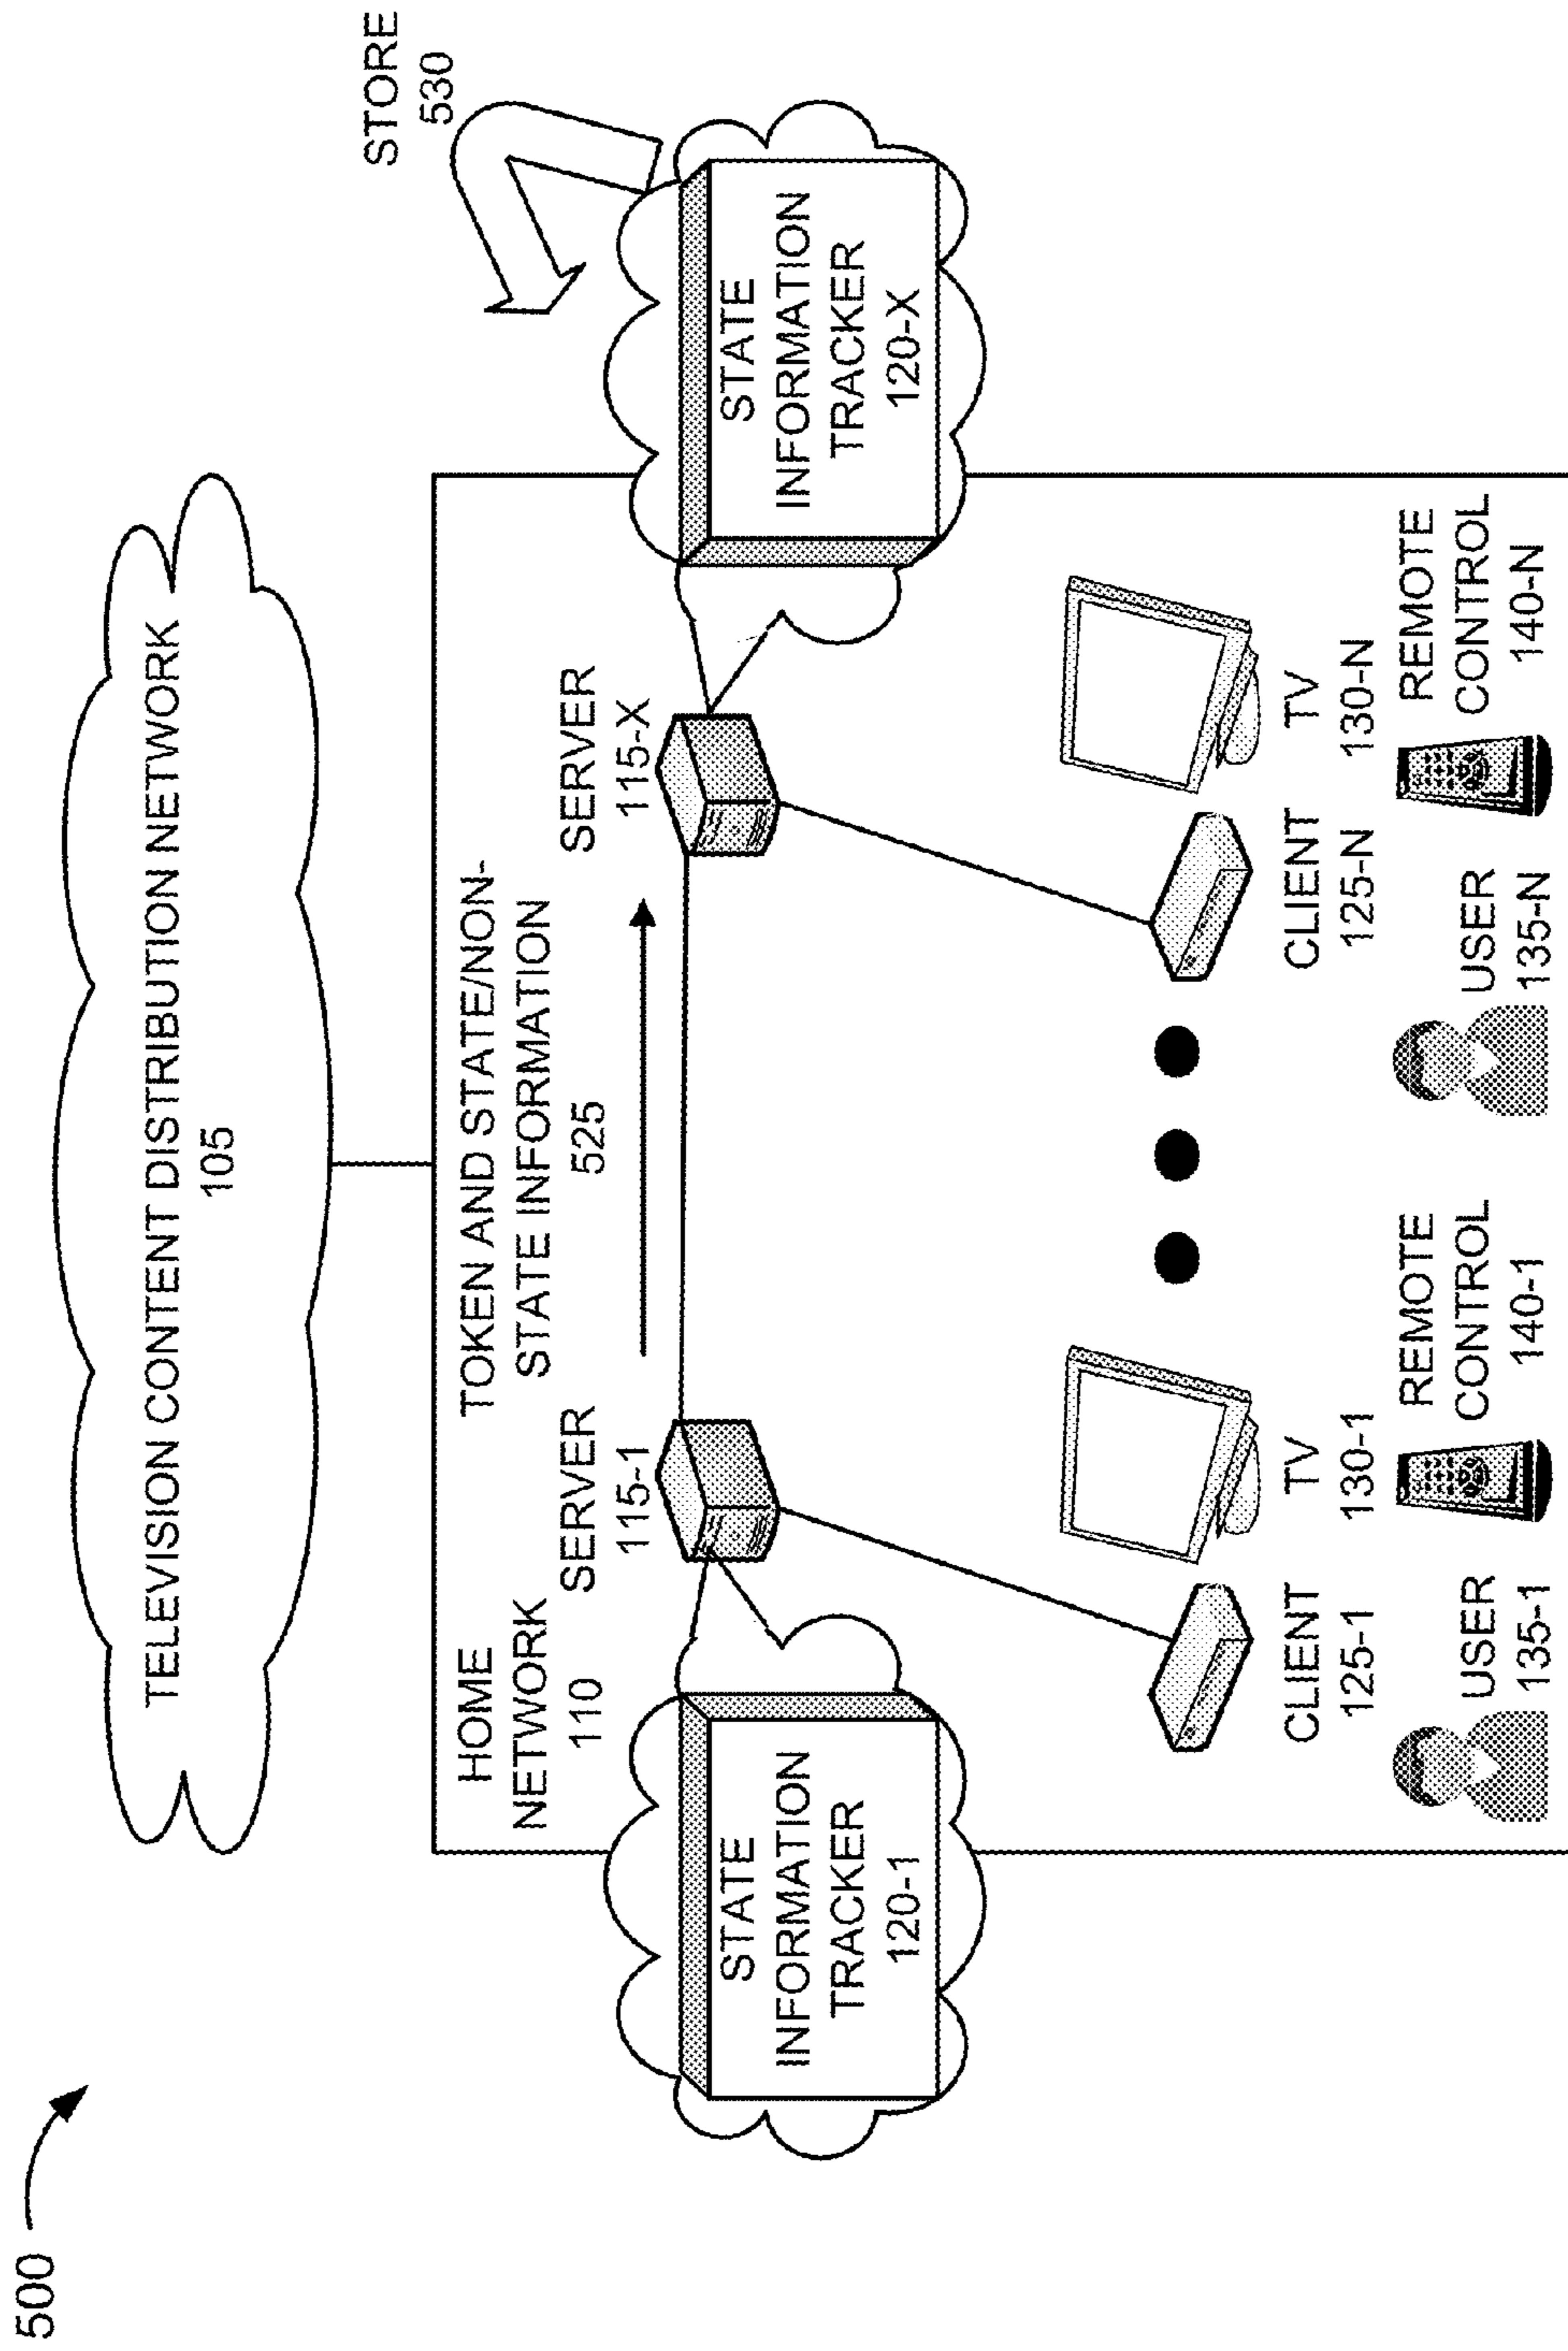 500
TELEVISION CONTENT DISTRIBUTION NETWORK
105
HOME
NETWORK
110
TOKEN AND STATE/NON-
STATE INFORMATION
525
STORE
530
SERVER
115-1
SERVER
115-X
STATE
INFORMATION
TRACKER
120-1
STATE
INFORMATION
TRACKER
120-X
CLIENT
125-1
TV
130-1
CLIENT
125-N
TV
130-N
USER
135-1
REMOTE
CONTROL
140-1
USER
135-N
REMOTE
CONTROL
140-N